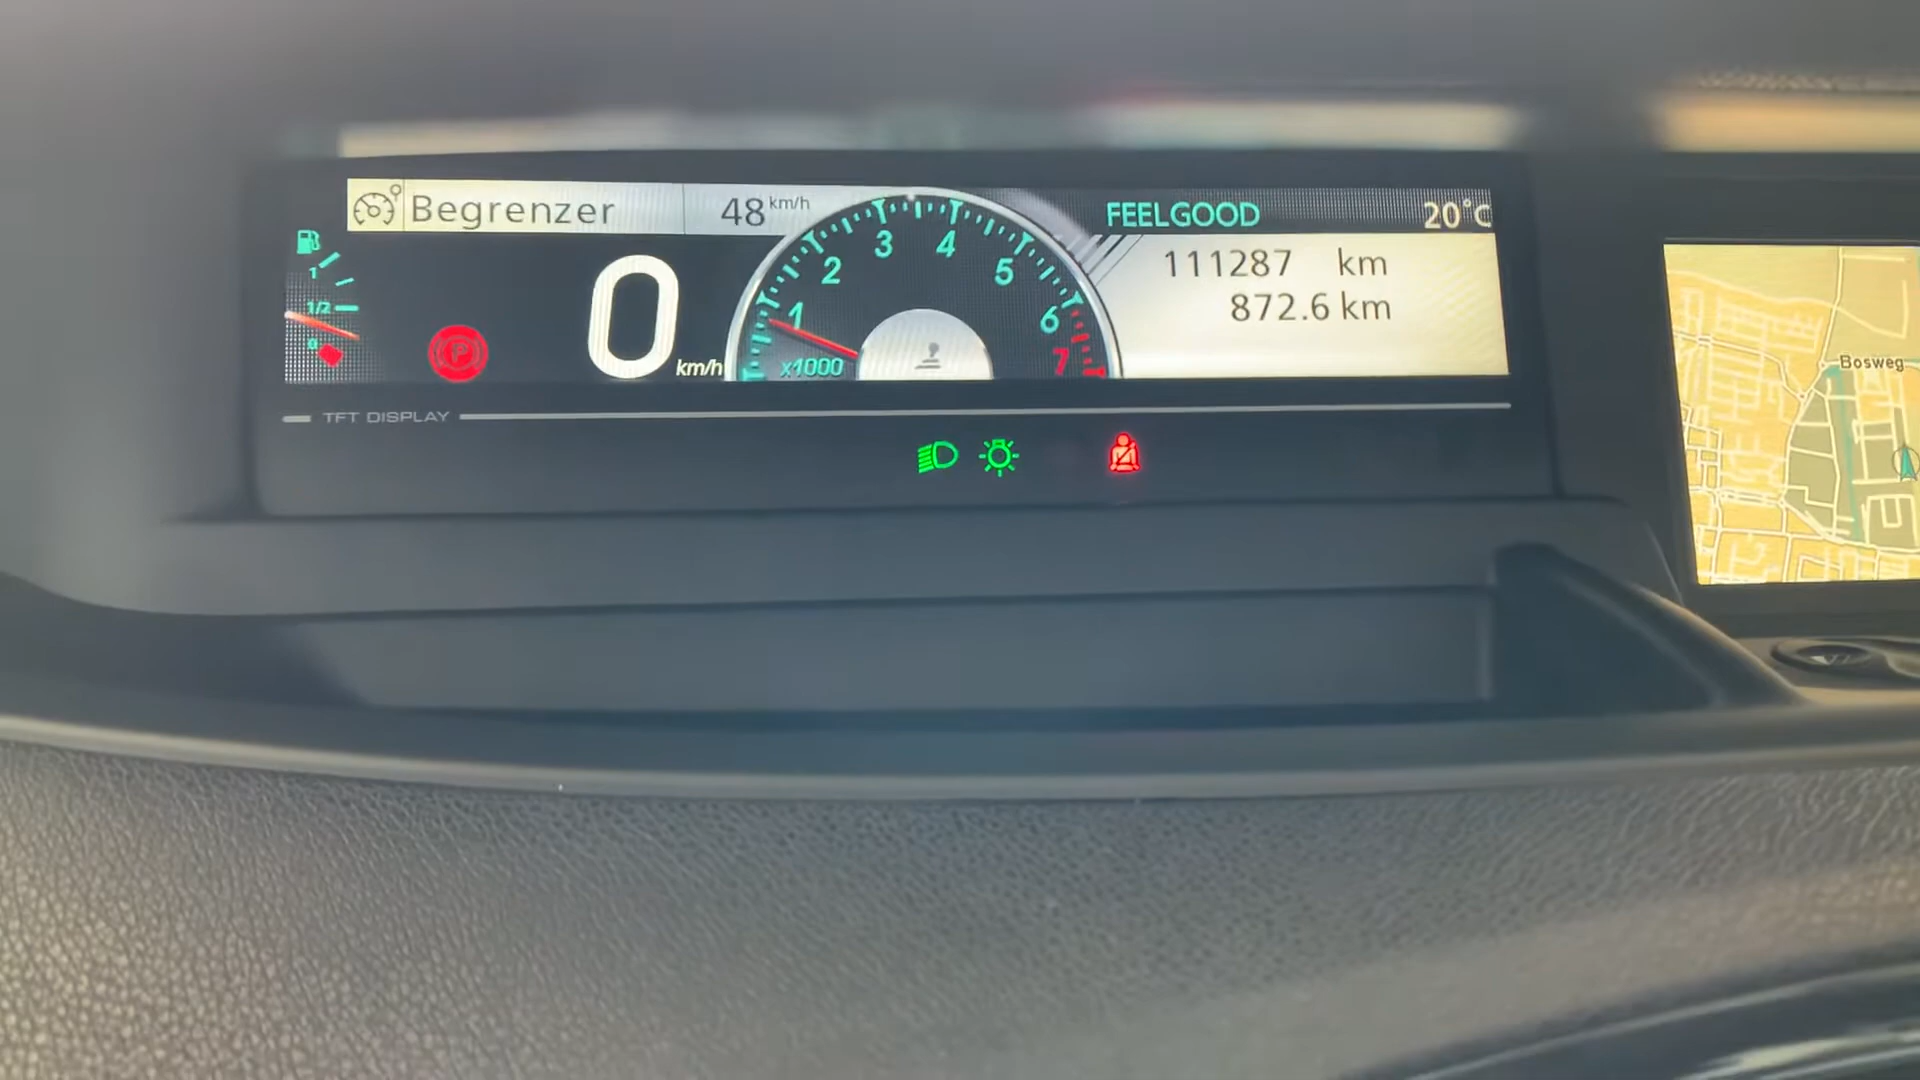 Begrenzer 48 km/h
FEELGOOD 20°C
1
1/2
0
0 km/h
1 2 3 4 5 6 7
x1000
111287 km
872.6 km
P
TFT DISPLAY
Bosweg